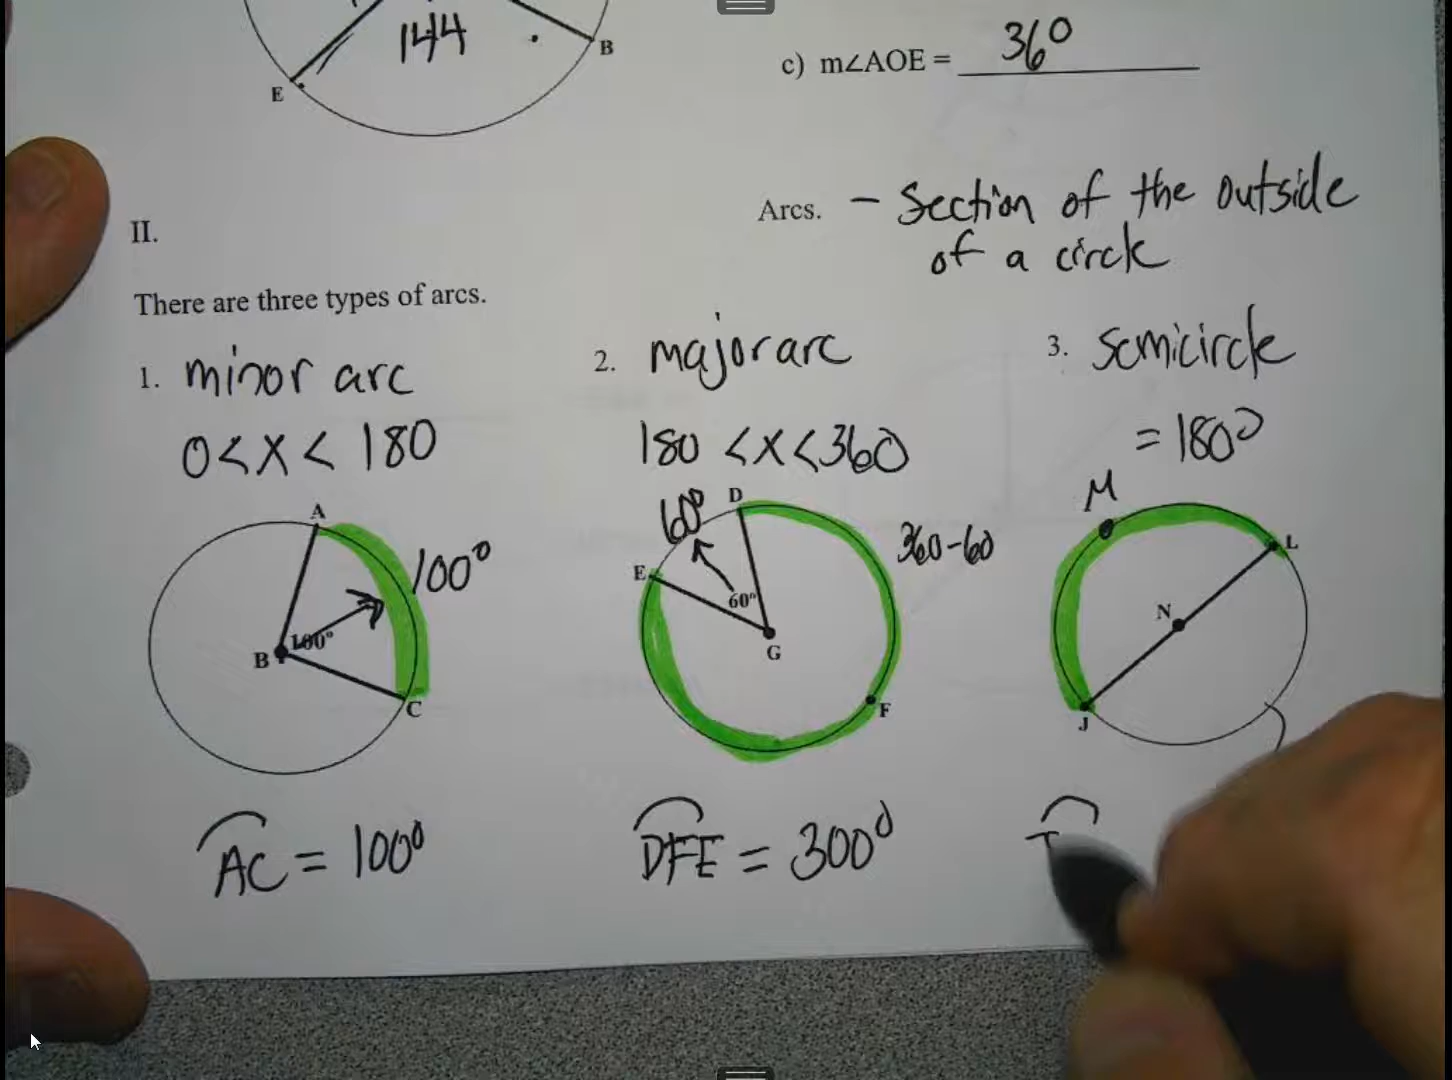 144
E
B
c) m∠AOE = 36°
Arcs. - Section of the outside
of a circle
II.
There are three types of arcs.
1. minor arc
2. major arc
3. semicircle
0<x< 180
180 <x<360
= 180°
A
100°
B
100°
C
D
60°
E
60°
G
F
360-60
M
L
N
J
AC = 100°
DFE = 300°